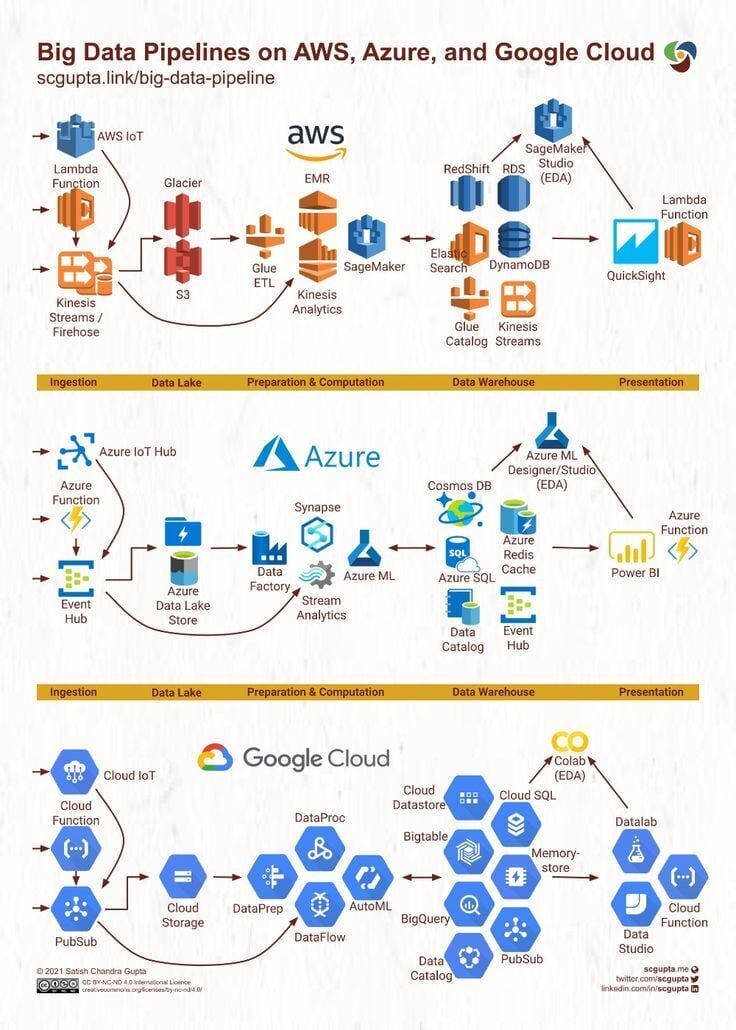 Big Data Pipelines on AWS, Azure, and Google Cloud
scgupta.link/big-data-pipeline
aws
AWS IoT
Lambda
Function
Kinesis
Streams /
Firehose
Glacier
S3
Glue
ETL
EMR
Kinesis
Analytics
SageMaker
RedShift
RDS
Elastic
Search
DynamoDB
Glue
Catalog
Kinesis
Streams
SageMaker
Studio
(EDA)
QuickSight
Lambda
Function
Ingestion
Data Lake
Preparation & Computation
Data Warehouse
Presentation
Azure
Azure IoT Hub
Azure
Function
Event
Hub
Azure
Data Lake
Store
Data
Factory
Synapse
Stream
Analytics
Azure ML
Cosmos DB
Azure
Redis
Cache
SQL
Azure SQL
Data
Catalog
Event
Hub
Azure ML
Designer/Studio
(EDA)
Power BI
Azure
Function
Ingestion
Data Lake
Preparation & Computation
Data Warehouse
Presentation
Google Cloud
Cloud IoT
Cloud
Function
PubSub
Cloud
Storage
DataPrep
DataProc
DataFlow
AutoML
Cloud
Datastore
Cloud SQL
Bigtable
Memory-
store
BigQuery
PubSub
Data
Catalog
CO
Colab
(EDA)
Datalab
Data
Studio
Cloud
Function
© 2021 Satish Chandra Gupta
CC BY-NC-ND 4.0 International Licence
creativecommons.org/licenses/by-nc-nd/4.0/
scgupta.me
twitter.com/scgupta
linkedin.com/in/scgupta